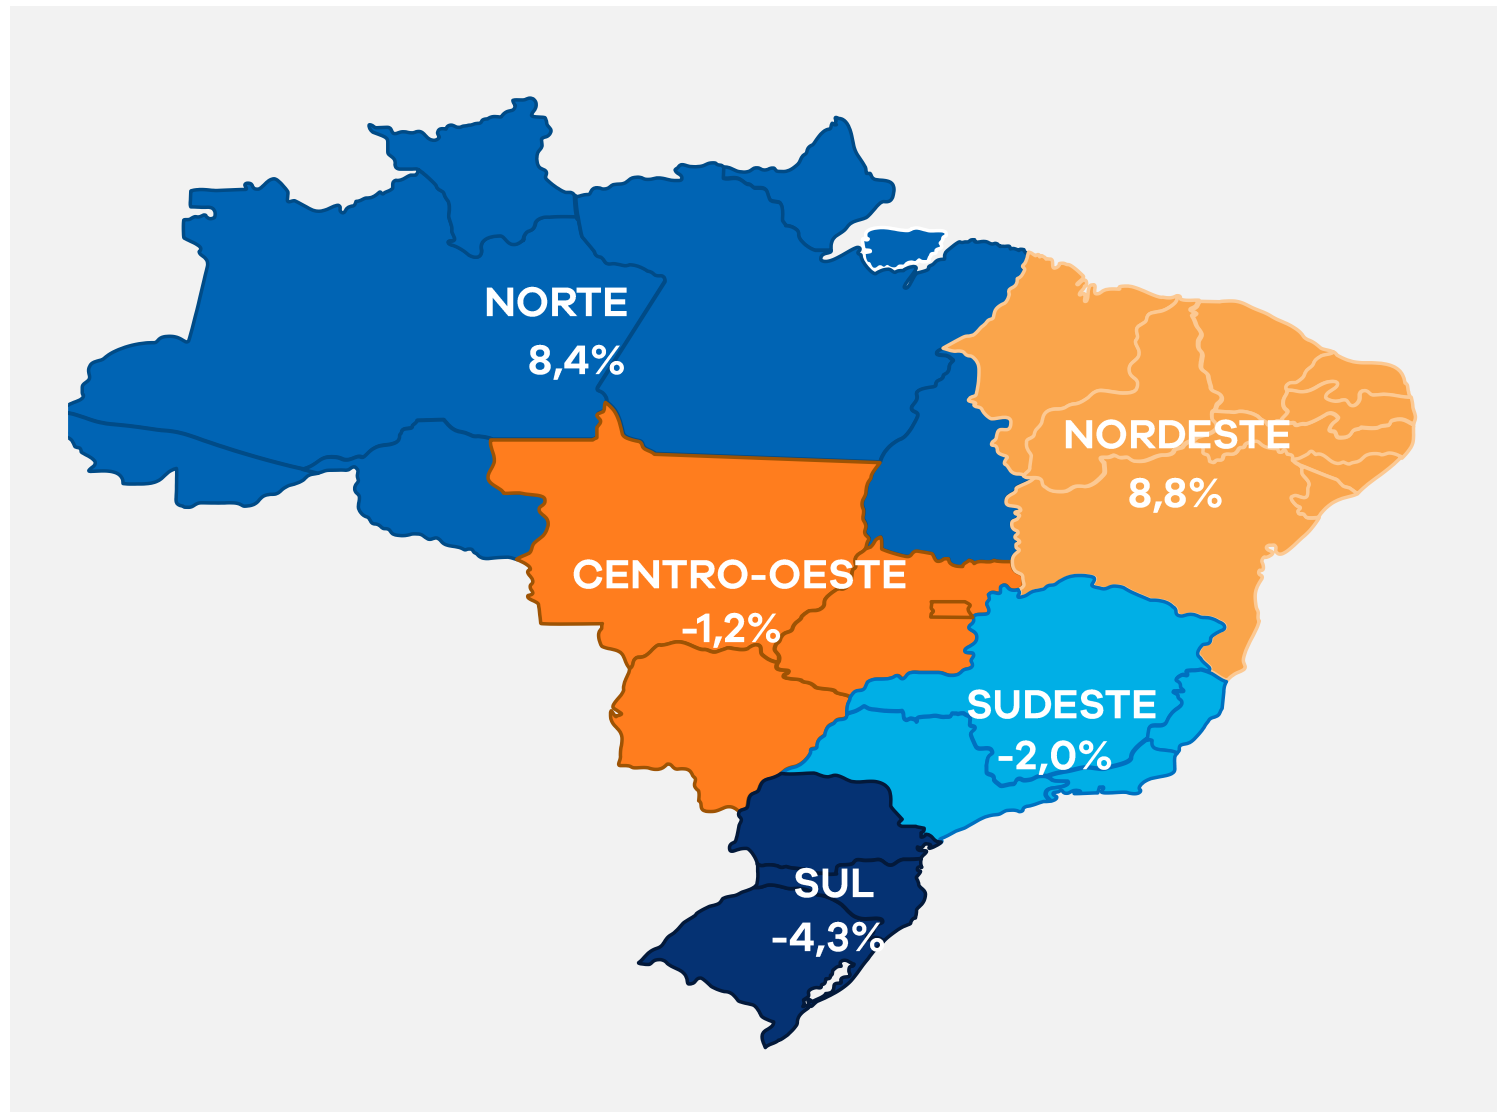 NORTE
8,4%
NORDESTE
8,8%
CENTRO-OESTE
-1,2%
SUDESTE
-2,0%
SUL
-4,3%